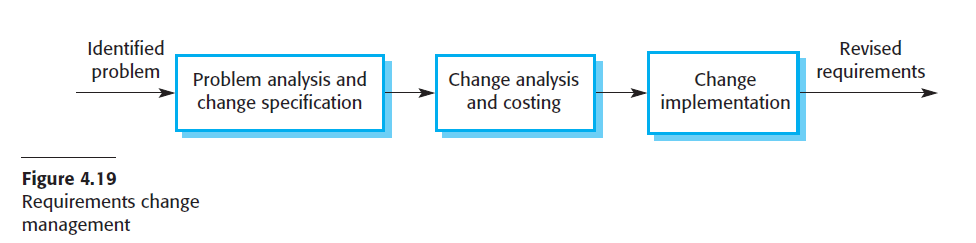 Identified
problem
Problem analysis and
change specification
Change analysis
and costing
Change
implementation
Revised
requirements
Figure 4.19
Requirements change
management